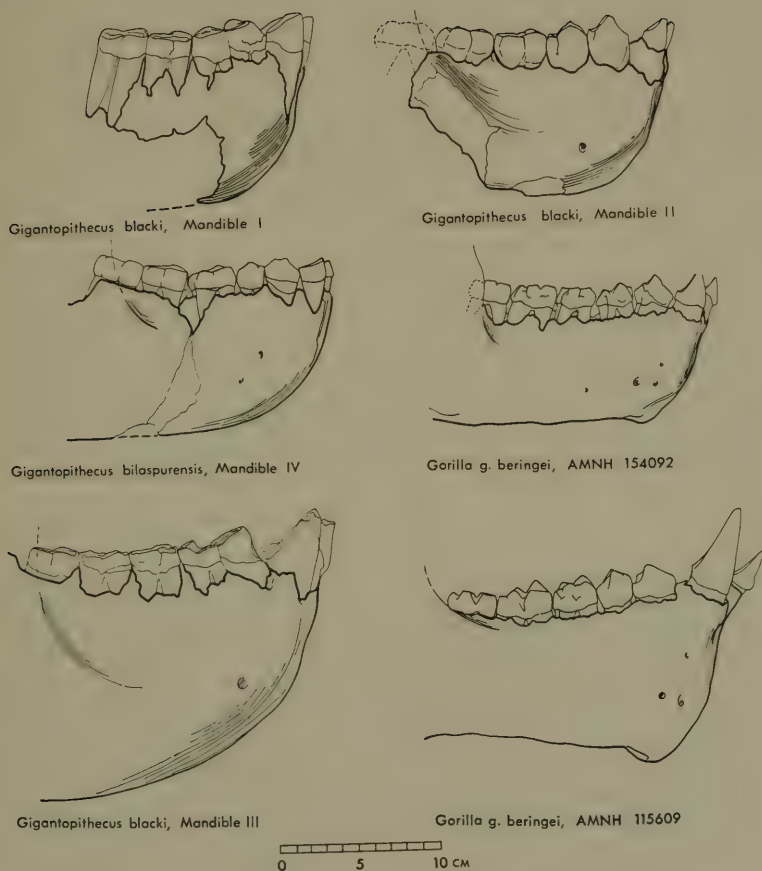 Gigantopithecus blacki, Mandible I
Gigantopithecus blacki, Mandible II
Gigantopithecus bilaspurensis, Mandible IV
Gorilla g. beringei, AMNH 154092
Gigantopithecus blacki, Mandible III
Gorilla g. beringei, AMNH 115609
0 5 10 CM